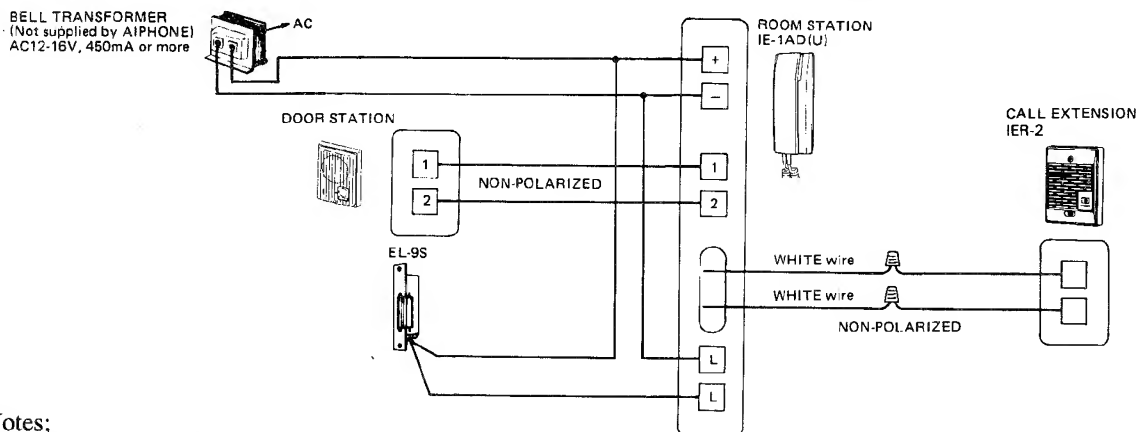 BELL TRANSFORMER
(Not supplied by AIPHONE)
AC12-16V, 450mA or more
AC
ROOM STATION
IE-1AD(U)
+
−
DOOR STATION
1
2
NON-POLARIZED
1
2
CALL EXTENSION
IER-2
EL-9S
WHITE wire
WHITE wire
NON-POLARIZED
L
L
otes;